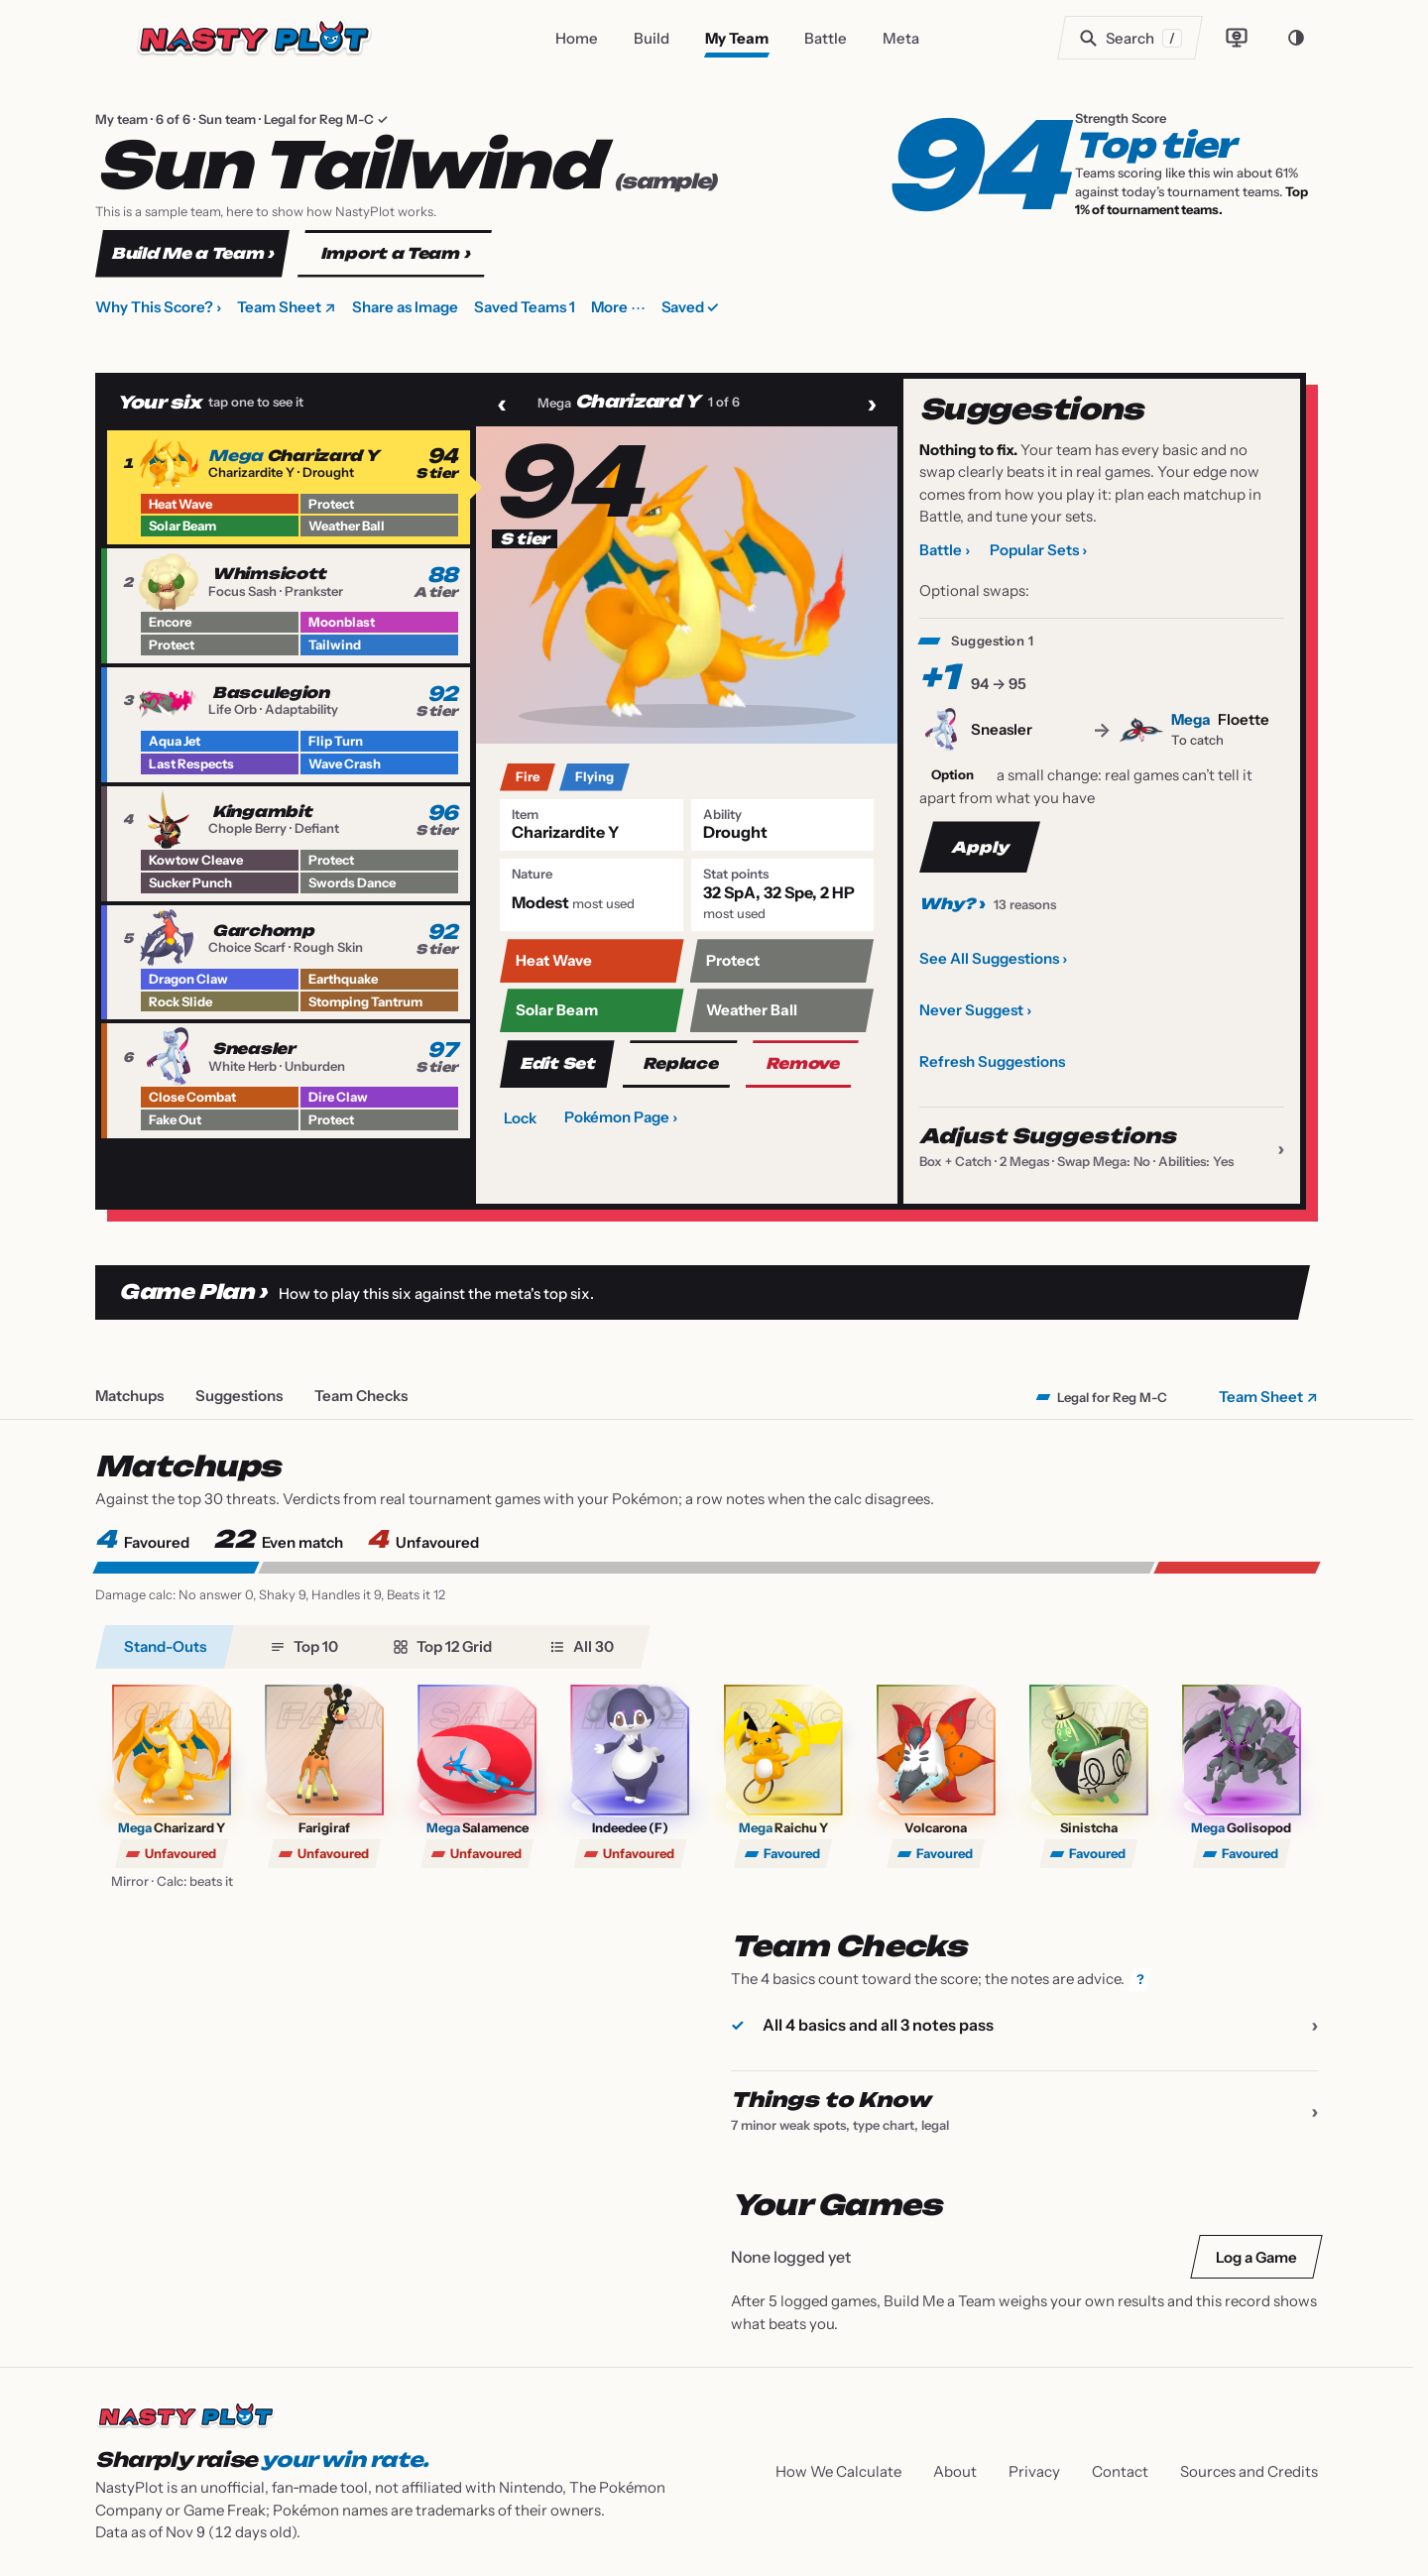 NASTY PLOT
Home
Build
My Team
Battle
Meta
Search /
My team · 6 of 6 · Sun team · Legal for Reg M-C ✓
Sun Tailwind (sample)
This is a sample team, here to show how NastyPlot works.
Build Me a Team ›
Import a Team ›
Why This Score? ›
Team Sheet ↗
Share as Image
Saved Teams 1
More ···
Saved ✓
94
Strength Score
Top tier
Teams scoring like this win about 61%
against today's tournament teams. Top
1% of tournament teams.
Your six tap one to see it
1
Mega Charizard Y
Charizardite Y · Drought
94
S tier
Heat Wave
Protect
Solar Beam
Weather Ball
2
Whimsicott
Focus Sash · Prankster
88
A tier
Encore
Moonblast
Protect
Tailwind
3
Basculegion
Life Orb · Adaptability
92
S tier
Aqua Jet
Flip Turn
Last Respects
Wave Crash
4
Kingambit
Chople Berry · Defiant
96
S tier
Kowtow Cleave
Protect
Sucker Punch
Swords Dance
5
Garchomp
Choice Scarf · Rough Skin
92
S tier
Dragon Claw
Earthquake
Rock Slide
Stomping Tantrum
6
Sneasler
White Herb · Unburden
97
S tier
Close Combat
Dire Claw
Fake Out
Protect
‹ Mega Charizard Y 1 of 6 ›
94
S tier
Fire
Flying
Item
Charizardite Y
Ability
Drought
Nature
Modest most used
Stat points
32 SpA, 32 Spe, 2 HP
most used
Heat Wave
Protect
Solar Beam
Weather Ball
Edit Set
Replace
Remove
Lock
Pokémon Page ›
Suggestions
Nothing to fix. Your team has every basic and no
swap clearly beats it in real games. Your edge now
comes from how you play it: plan each matchup in
Battle, and tune your sets.
Battle ›
Popular Sets ›
Optional swaps:
Suggestion 1
+1 94 → 95
Sneasler
→
Mega Floette
To catch
Option a small change: real games can't tell it
apart from what you have
Apply
Why? › 13 reasons
See All Suggestions ›
Never Suggest ›
Refresh Suggestions
Adjust Suggestions
Box + Catch · 2 Megas · Swap Mega: No · Abilities: Yes
›
Game Plan › How to play this six against the meta's top six.
Matchups
Suggestions
Team Checks
Legal for Reg M-C
Team Sheet ↗
Matchups
Against the top 30 threats. Verdicts from real tournament games with your Pokémon; a row notes when the calc disagrees.
4 Favoured
22 Even match
4 Unfavoured
Damage calc: No answer 0, Shaky 9, Handles it 9, Beats it 12
Stand-Outs
Top 10
Top 12 Grid
All 30
Mega Charizard Y
Unfavoured
Mirror · Calc: beats it
Farigiraf
Unfavoured
Mega Salamence
Unfavoured
Indeedee (F)
Unfavoured
Mega Raichu Y
Favoured
Volcarona
Favoured
Sinistcha
Favoured
Mega Golisopod
Favoured
Team Checks
The 4 basics count toward the score; the notes are advice. ?
✓ All 4 basics and all 3 notes pass ›
Things to Know
7 minor weak spots, type chart, legal
›
Your Games
None logged yet
Log a Game
After 5 logged games, Build Me a Team weighs your own results and this record shows
what beats you.
NASTY PLOT
Sharply raise your win rate.
NastyPlot is an unofficial, fan-made tool, not affiliated with Nintendo, The Pokémon
Company or Game Freak; Pokémon names are trademarks of their owners.
Data as of Nov 9 (12 days old).
How We Calculate
About
Privacy
Contact
Sources and Credits